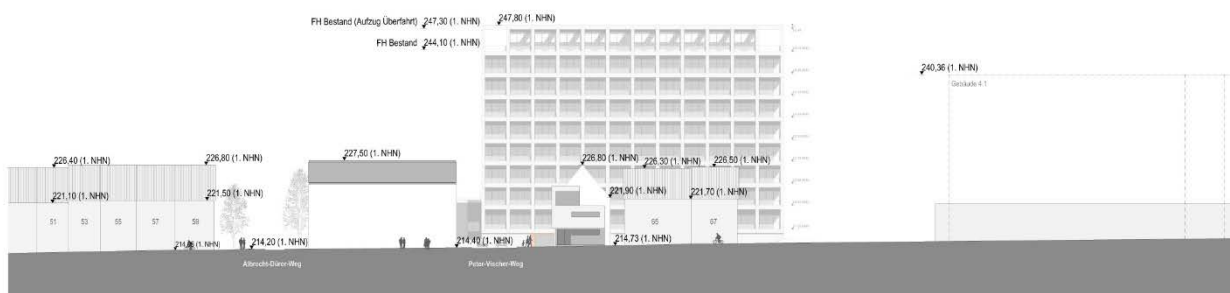 FH Bestand (Aufzug Überfahrt) 247,30 (1. NHN)
247,80 (1. NHN)
FH Bestand 244,10 (1. NHN)
240,36 (1. NHN)
Gebäude 4.1
226,40 (1. NHN)
226,80 (1. NHN)
227,50 (1. NHN)
226,80 (1. NHN)
226,30 (1. NHN)
226,50 (1. NHN)
221,10 (1. NHN)
221,50 (1. NHN)
221,90 (1. NHN)
221,70 (1. NHN)
51
53
55
57
59
95
97
214,20 (1. NHN)
214,40 (1. NHN)
214,73 (1. NHN)
Albrecht-Dürer-Weg
Peter-Vischer-Weg